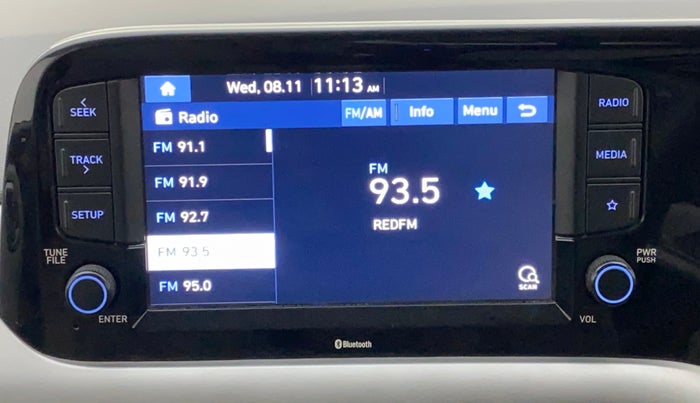 SEEK
TRACK
SETUP
TUNE
FILE
ENTER
Wed, 08.11 11:13 AM
Radio FM/AM Info Menu
FM 91.1
FM 91.9
FM 92.7
FM 93.5
FM 95.0
FM
93.5
REDFM
SCAN
RADIO
MEDIA
PWR
PUSH
VOL
Bluetooth